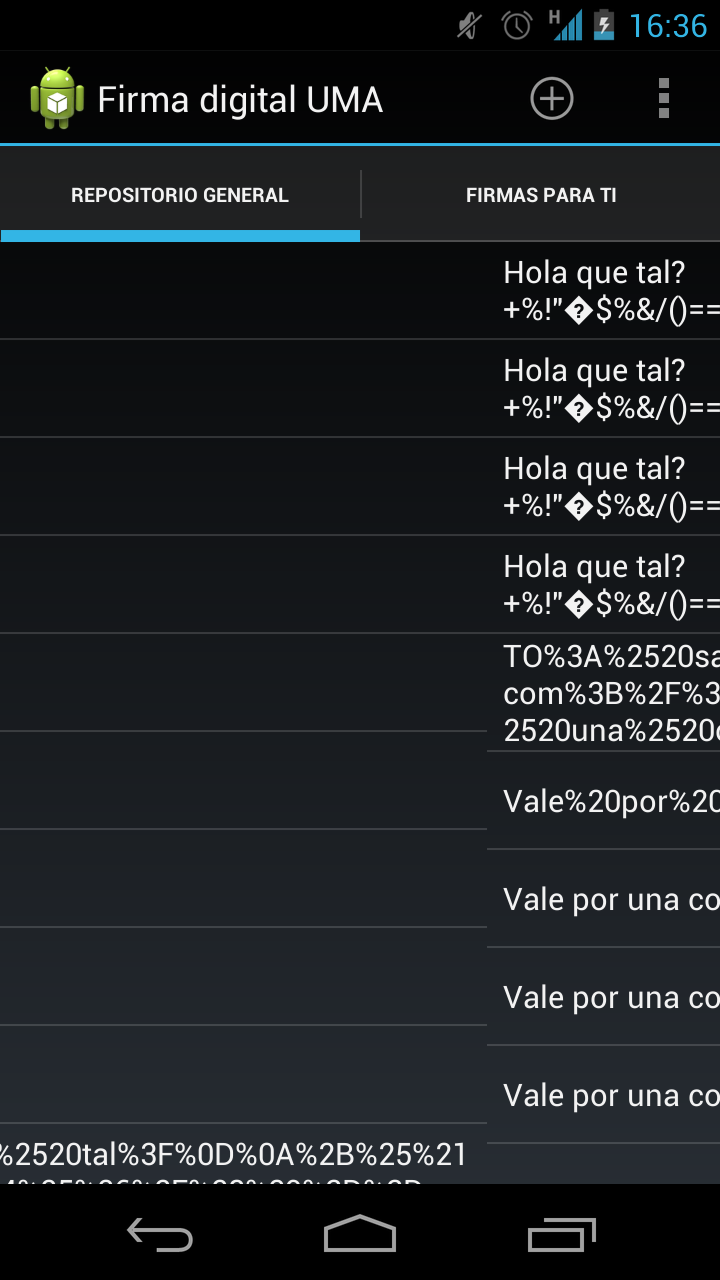 H
16:36
Firma digital UMA
REPOSITORIO GENERAL
FIRMAS PARA TI
Hola que tal?
+%!"�$%&/()==
Hola que tal?
+%!"�$%&/()==
Hola que tal?
+%!"�$%&/()==
Hola que tal?
+%!"�$%&/()==
TO%3A%2520sa
com%3B%2F%3
2520una%2520
Vale%20por%20
Vale por una co
Vale por una co
Vale por una co
%2520tal%3F%0D%0A%2B%25%21